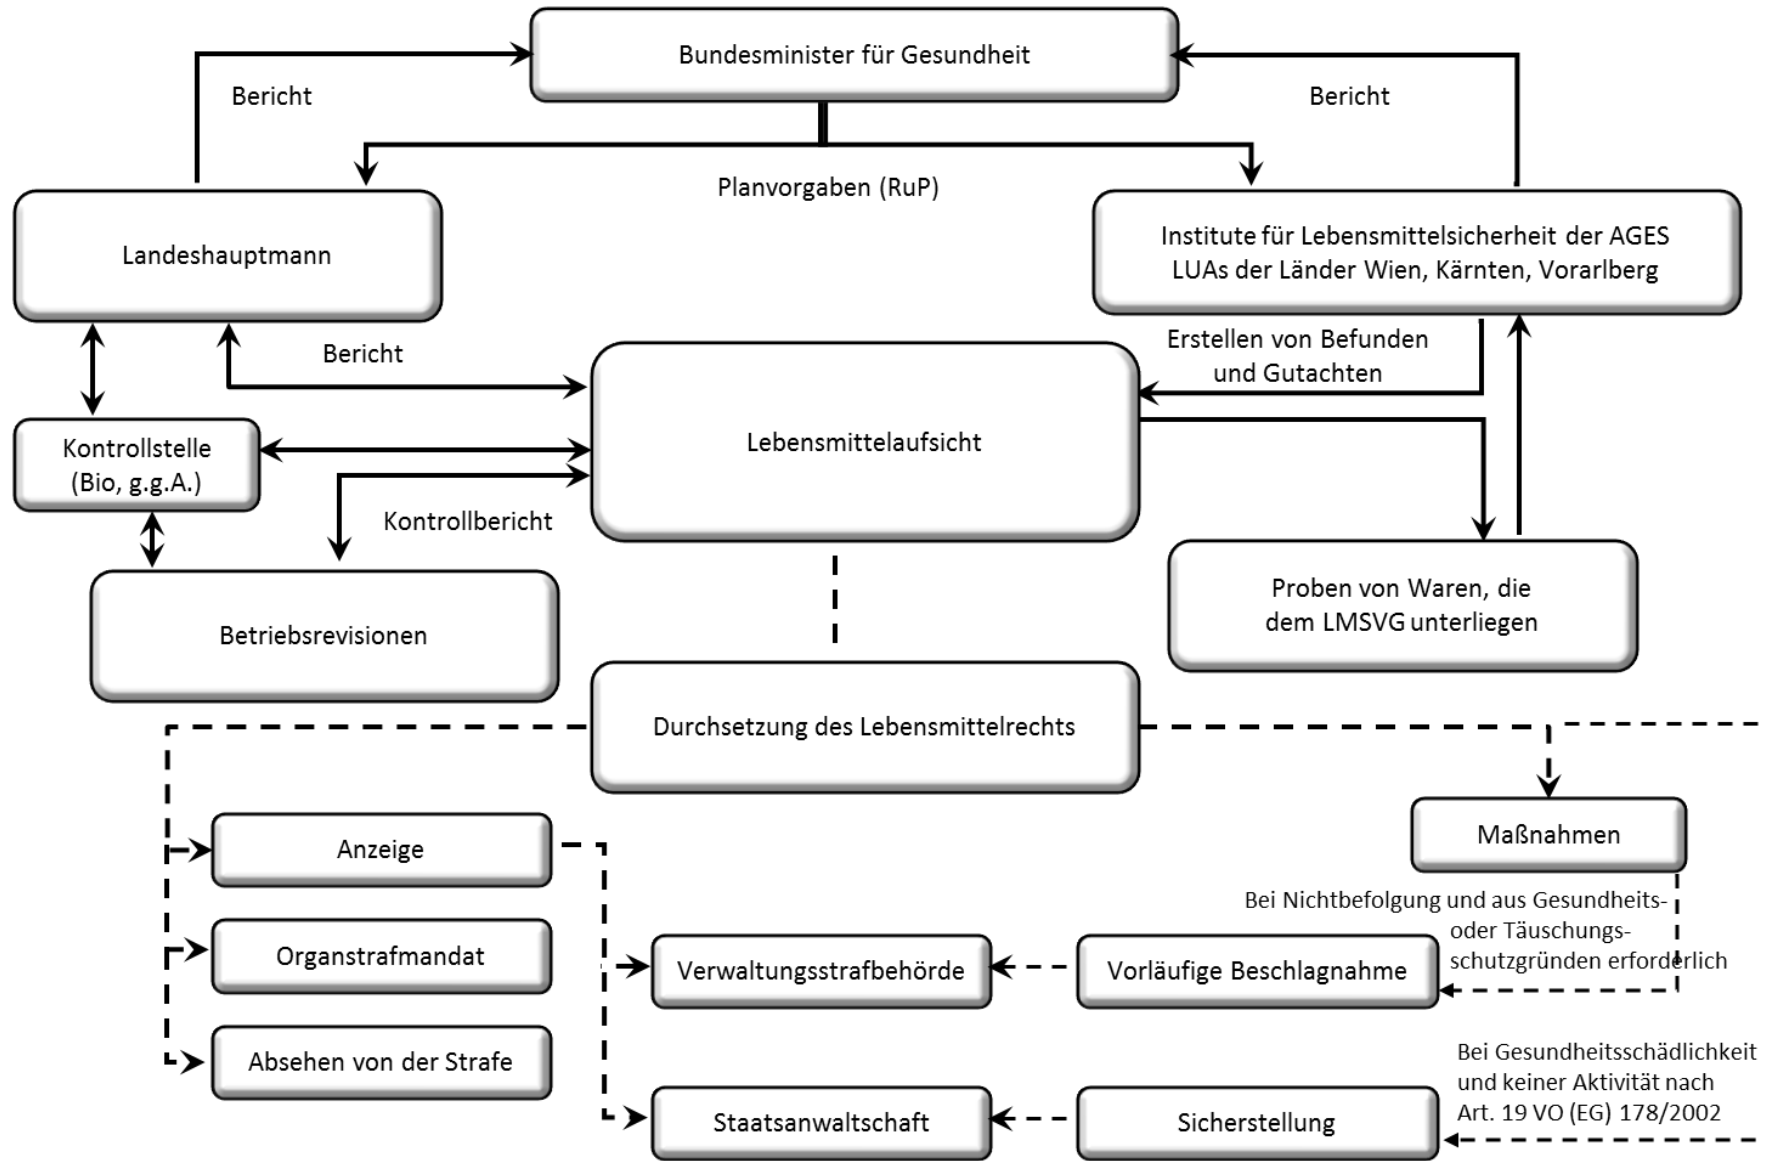 Bundesminister für Gesundheit
Bericht
Bericht
Planvorgaben (RuP)
Landeshauptmann
Institute für Lebensmittelsicherheit der AGES
LUAs der Länder Wien, Kärnten, Vorarlberg
Bericht
Erstellen von Befunden
und Gutachten
Kontrollstelle
(Bio, g.g.A.)
Lebensmittelaufsicht
Kontrollbericht
Betriebsrevisionen
Proben von Waren, die
dem LMSVG unterliegen
Durchsetzung des Lebensmittelrechts
Anzeige
Maßnahmen
Bei Nichtbefolgung und aus Gesundheits-
oder Täuschungs-
schutzgründen erforderlich
Organstrafmandat
Verwaltungsstrafbehörde
Vorläufige Beschlagnahme
Absehen von der Strafe
Bei Gesundheitsschädlichkeit
und keiner Aktivität nach
Art. 19 VO (EG) 178/2002
Staatsanwaltschaft
Sicherstellung